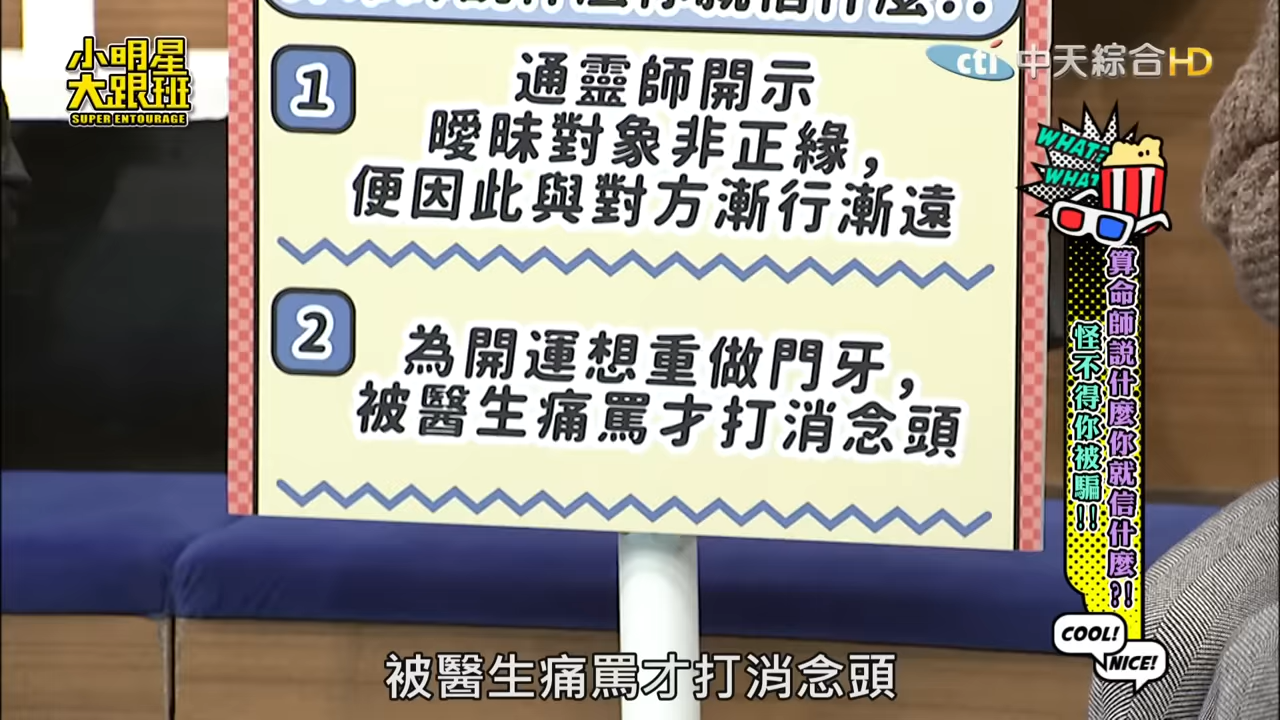 小明星
大跟班
SUPER ENTOURAGE
cti 中天綜合HD
1
通靈師開示
曖昧對象非正緣，
便因此與對方漸行漸遠
2
為開運想重做門牙，
被醫生痛罵才打消念頭
WHAT?
WHAT
算命師說什麼你就信什麼?!
怪不得你被騙!!
COOL!
NICE!
被醫生痛罵才打消念頭